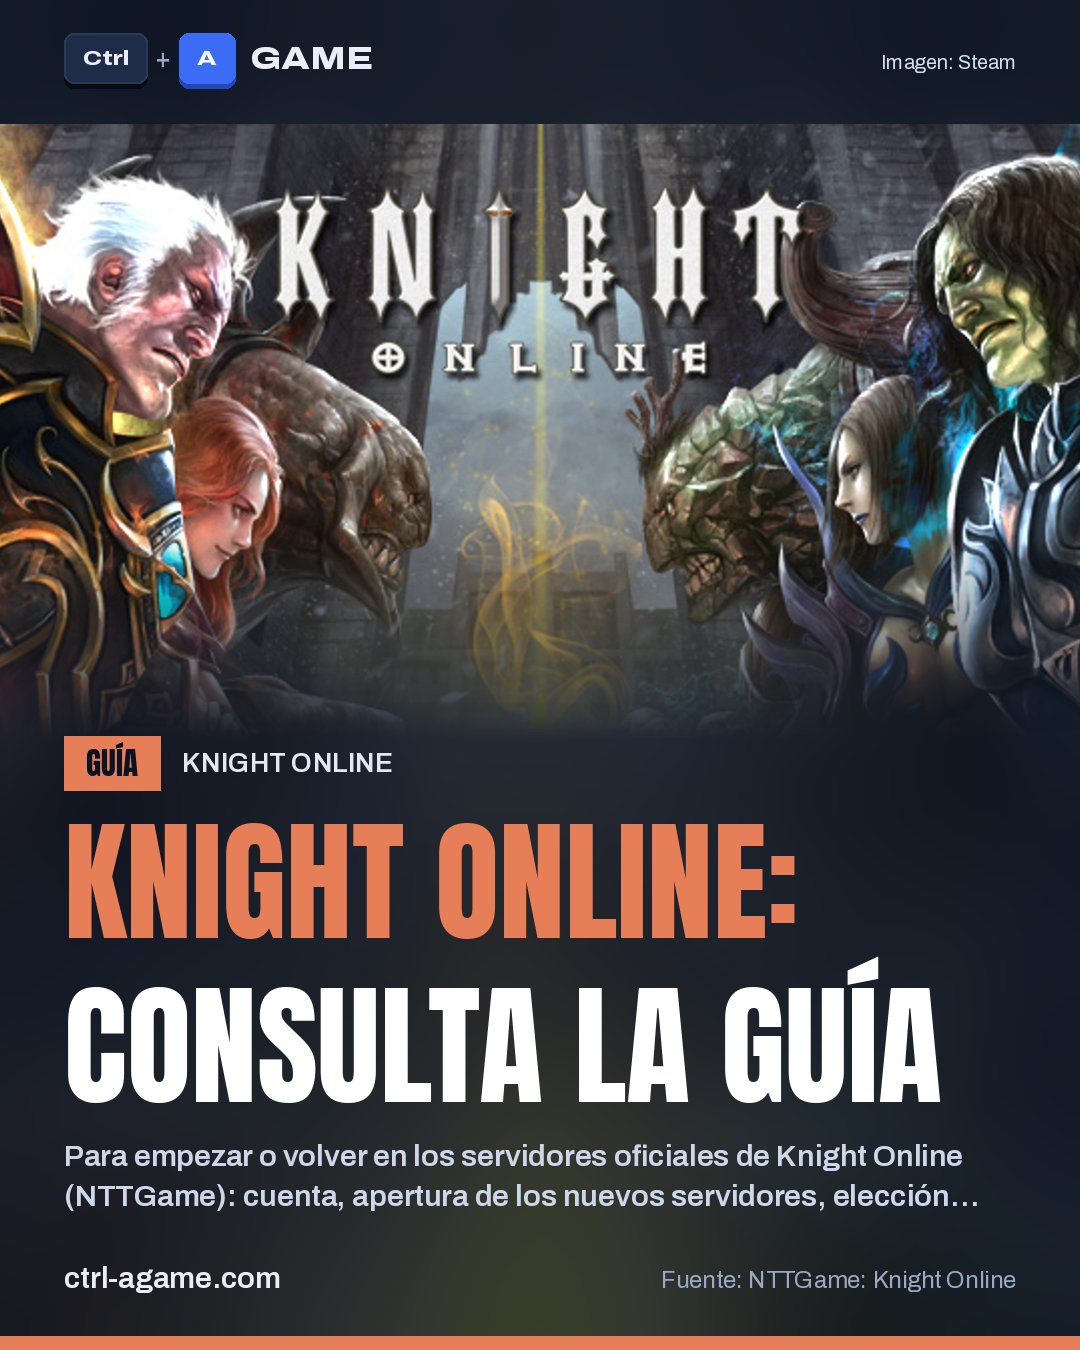 Ctrl + A GAME
Imagen: Steam
KNIGHT
ONLINE
GUÍA KNIGHT ONLINE
KNIGHT ONLINE:
CONSULTA LA GUÍA
Para empezar o volver en los servidores oficiales de Knight Online
(NTTGame): cuenta, apertura de los nuevos servidores, elección...
ctrl-agame.com
Fuente: NTTGame: Knight Online